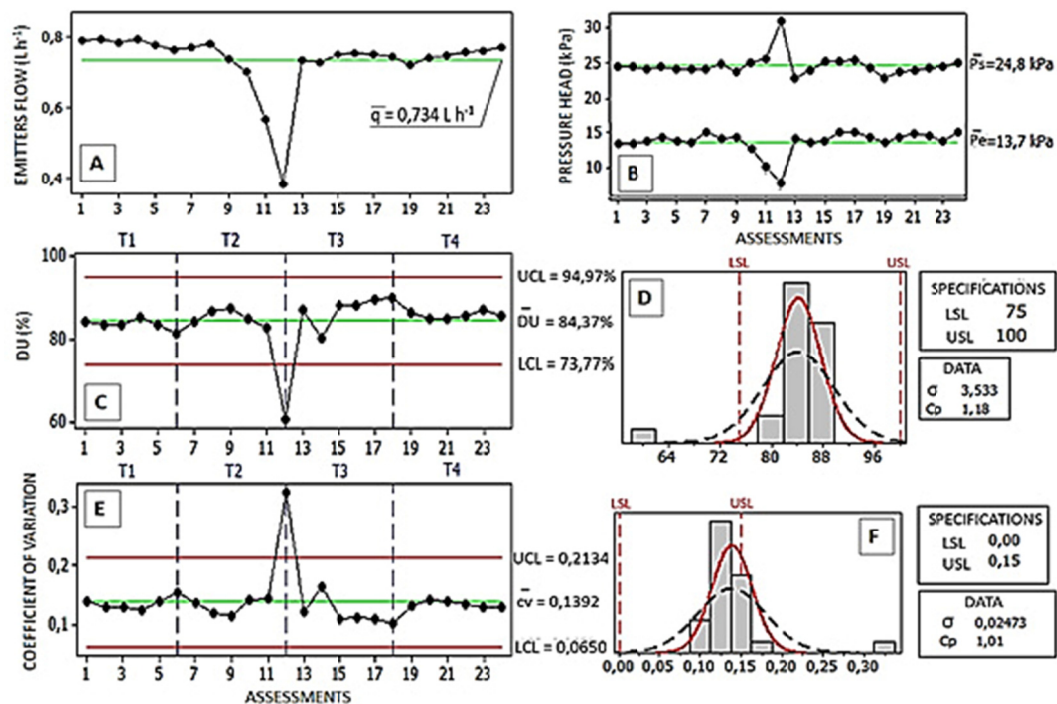 EMITTERS FLOW (L h⁻¹)
0,8
0,6
0,4
A
q̅ = 0,734 L h⁻¹
1 3 5 7 9 11 13 15 17 19 21 23
PRESSURE HEAD (kPa)
30
25
20
15
10
B
P̅s=24,8 kPa
P̅e=13,7 kPa
1 3 5 7 9 11 13 15 17 19 21 23
ASSESSMENTS
T1 T2 T3 T4
DU (%)
100
80
60
C
UCL = 94,97%
D̅U̅ = 84,37%
LCL = 73,77%
1 3 5 7 9 11 13 15 17 19 21 23
D
LSL USL
64 72 80 88 96
SPECIFICATIONS
LSL 75
USL 100
DATA
σ 3,533
Cp 1,18
T1 T2 T3 T4
COEFFICIENT OF VARIATION
0,3
0,2
0,1
E
UCL = 0,2134
c̅v̅ = 0,1392
LCL = 0,0650
1 3 5 7 9 11 13 15 17 19 21 23
ASSESSMENTS
LSL USL
F
0,00 0,05 0,10 0,15 0,20 0,25 0,30
SPECIFICATIONS
LSL 0,00
USL 0,15
DATA
σ 0,02473
Cp 1,01